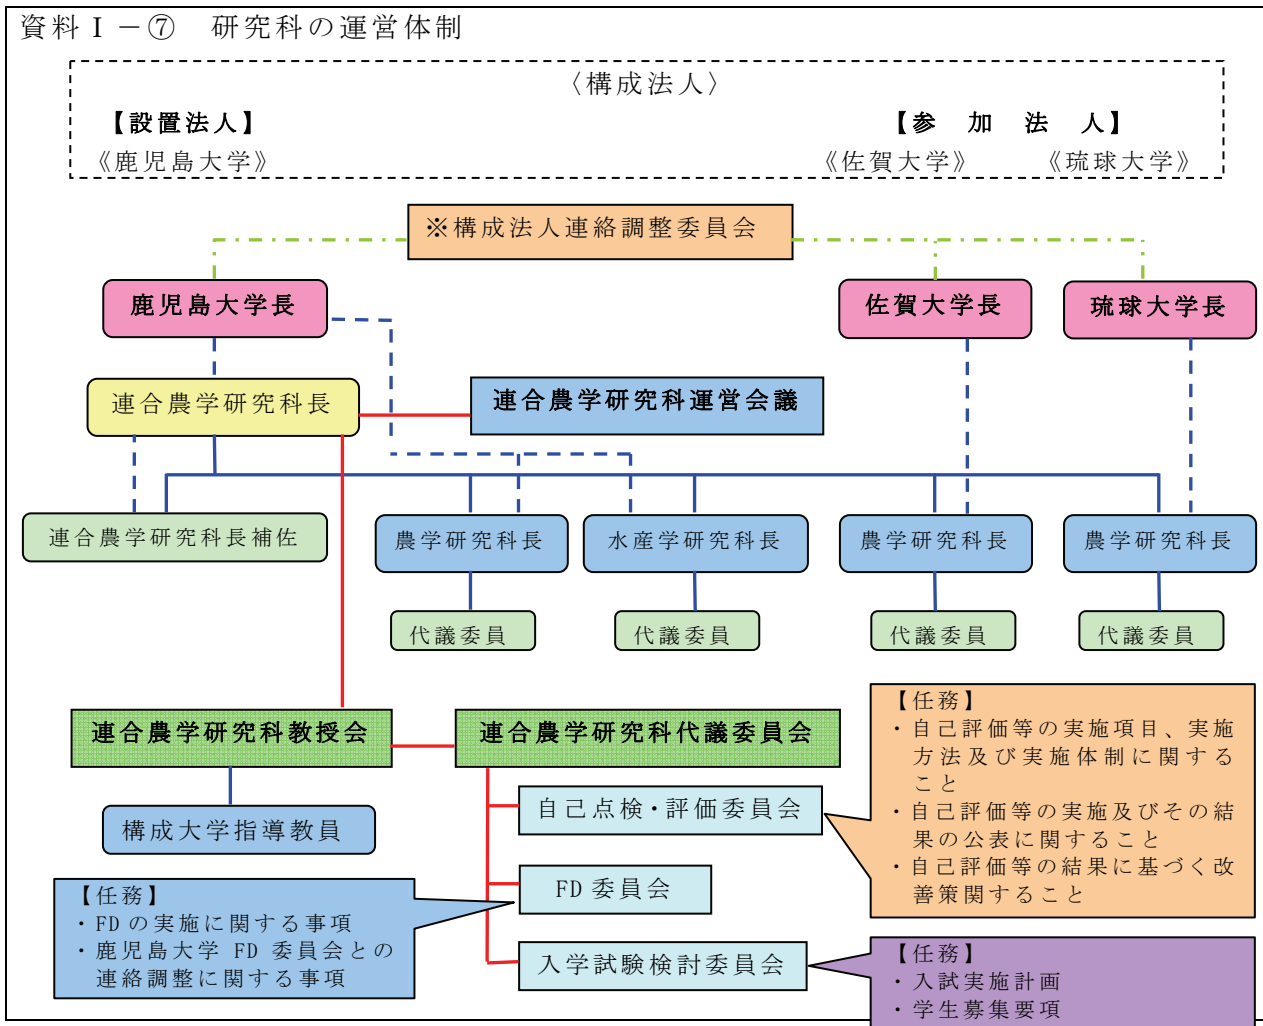 資料Ⅰ－⑦　研究科の運営体制
〈構成法人〉
【設置法人】
【参　加　法　人】
《鹿児島大学》
《佐賀大学》　《琉球大学》
※構成法人連絡調整委員会
鹿児島大学長
佐賀大学長
琉球大学長
連合農学研究科長
連合農学研究科運営会議
連合農学研究科長補佐
農学研究科長
水産学研究科長
農学研究科長
農学研究科長
代議委員
代議委員
代議委員
代議委員
連合農学研究科教授会
連合農学研究科代議委員会
構成大学指導教員
自己点検・評価委員会
FD 委員会
入学試験検討委員会
【任務】
・自己評価等の実施項目、実施
方法及び実施体制に関する
こと
・自己評価等の実施及びその結
果の公表に関すること
・自己評価等の結果に基づく改
善策関すること
【任務】
・FD の実施に関する事項
・鹿児島大学 FD 委員会との
連絡調整に関する事項
【任務】
・入試実施計画
・学生募集要項